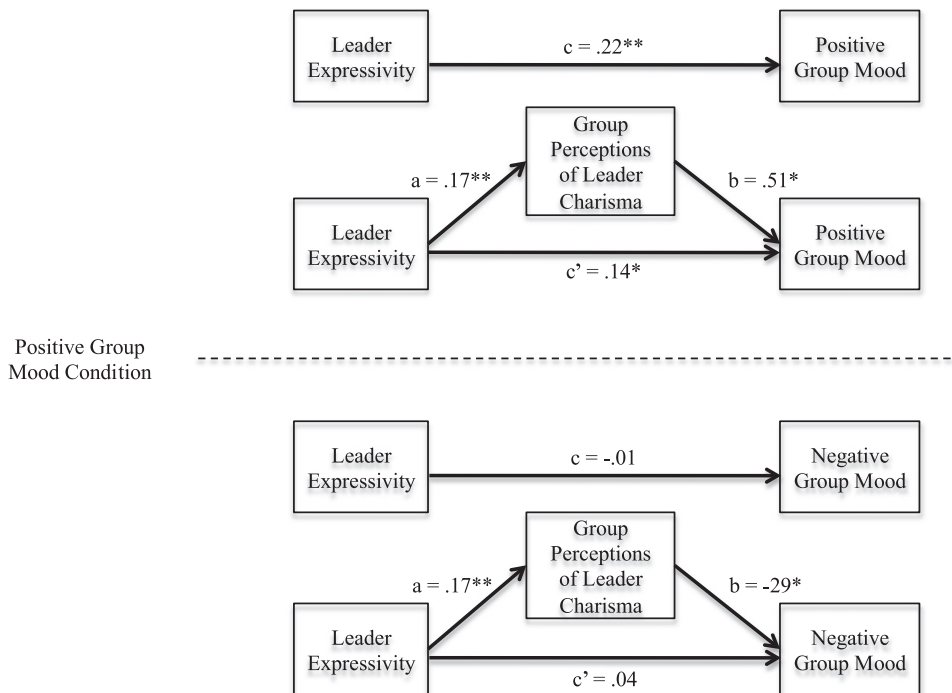 Leader
Expressivity
c = .22**
Positive
Group Mood
Group
Perceptions
of Leader
Charisma
a = .17**
b = .51*
Leader
Expressivity
c’ = .14*
Positive
Group Mood
Positive Group
Mood Condition
Leader
Expressivity
c = -.01
Negative
Group Mood
Group
Perceptions
of Leader
Charisma
a = .17**
b = -29*
Leader
Expressivity
c’ = .04
Negative
Group Mood